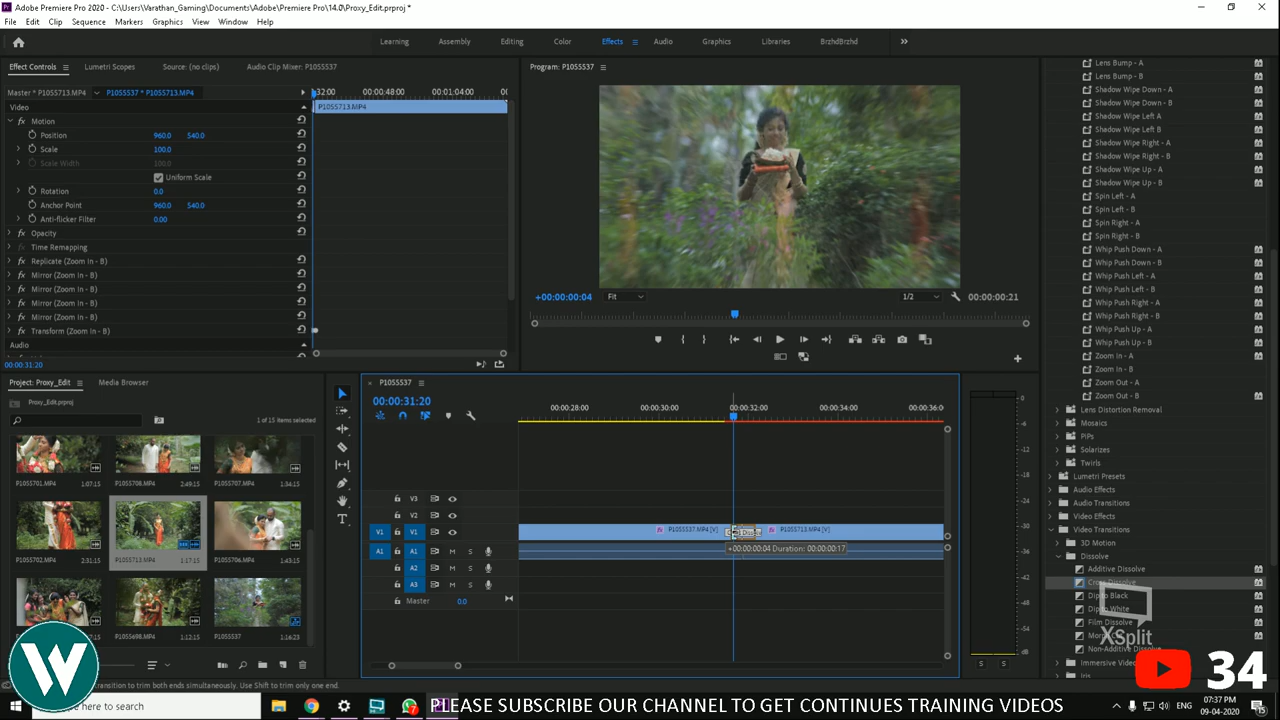 Adobe Premiere Pro 2020 - C:\Users\Varathan_Gaming\Documents\Adobe\Premiere Pro\14.0\Proxy_Edit.prproj *
File Edit Clip Sequence Markers Graphics View Window Help
Learning Assembly Editing Color Effects Audio Graphics Libraries BrzhdBrzhd
Effect Controls Lumetri Scopes Source: (no clips) Audio Clip Mixer: P1055537
Master * P1055713.MP4 P1055537 * P1055713.MP4
:32:00 00:00:48:00 00:01:04:00 00
P1055713.MP4
Video
Motion
Position 960.0 540.0
Scale 100.0
Scale Width 100.0
Uniform Scale
Rotation 0.0
Anchor Point 960.0 540.0
Anti-flicker Filter 0.00
Opacity
Time Remapping
Replicate (Zoom In - B)
Mirror (Zoom In - B)
Mirror (Zoom In - B)
Mirror (Zoom In - B)
Mirror (Zoom In - B)
Transform (Zoom In - B)
Audio
00:00:31:20
Program: P1055537
+00:00:00:04 Fit 1/2 00:00:00:21
Lens Bump - A
Lens Bump - B
Shadow Wipe Down - A
Shadow Wipe Down - B
Shadow Wipe Left A
Shadow Wipe Left B
Shadow Wipe Right - A
Shadow Wipe Right - B
Shadow Wipe Up - A
Shadow Wipe Up - B
Spin Left - A
Spin Left - B
Spin Right - A
Spin Right - B
Whip Push Down - A
Whip Push Down - B
Whip Push Left - A
Whip Push Left - B
Whip Push Right - A
Whip Push Right - B
Whip Push Up - A
Whip Push Up - B
Zoom In - A
Zoom In - B
Zoom Out - A
Zoom Out - B
Lens Distortion Removal
Mosaics
PiPs
Solarizes
Twirls
Lumetri Presets
Audio Effects
Audio Transitions
Video Effects
Video Transitions
3D Motion
Dissolve
Additive Dissolve
Cross Dissolve
Dip to Black
Dip to White
Film Dissolve
Non-Additive Dissolve
Immersive Video
Iris
Project: Proxy_Edit Media Browser
Proxy_Edit.prproj
1 of 15 items selected
P1055701.MP4 1:07:15
P1055708.MP4 2:49:15
P1055707.MP4 1:34:15
P1055702.MP4 2:31:15
P1055713.MP4 1:17:15
P1055706.MP4 1:10:15
P1055698.MP4 1:12:15
P1055537 1:16:23
P1055537
00:00:31:20
00:00:28:00 00:00:30:00 00:00:32:00 00:00:34:00 00:00:36:0
V3
V2
V1 V1 P1055537.MP4 [V] P1055713.MP4 [V]
+00:00:00:04 Duration: 00:00:00:17
A1 A1 M S
A2 M S
A3 M S
Master 0.0
0
-6
-12
-18
-24
-30
-36
-42
-48
-54
dB
S S
XSplit
34
W
transition to trim both ends simultaneously. Use Shift to trim only one end.
here to search
PLEASE SUBSCRIBE OUR CHANNEL TO GET CONTINUES TRAINING VIDEOS
ENG
07:37 PM
09-04-2020
15